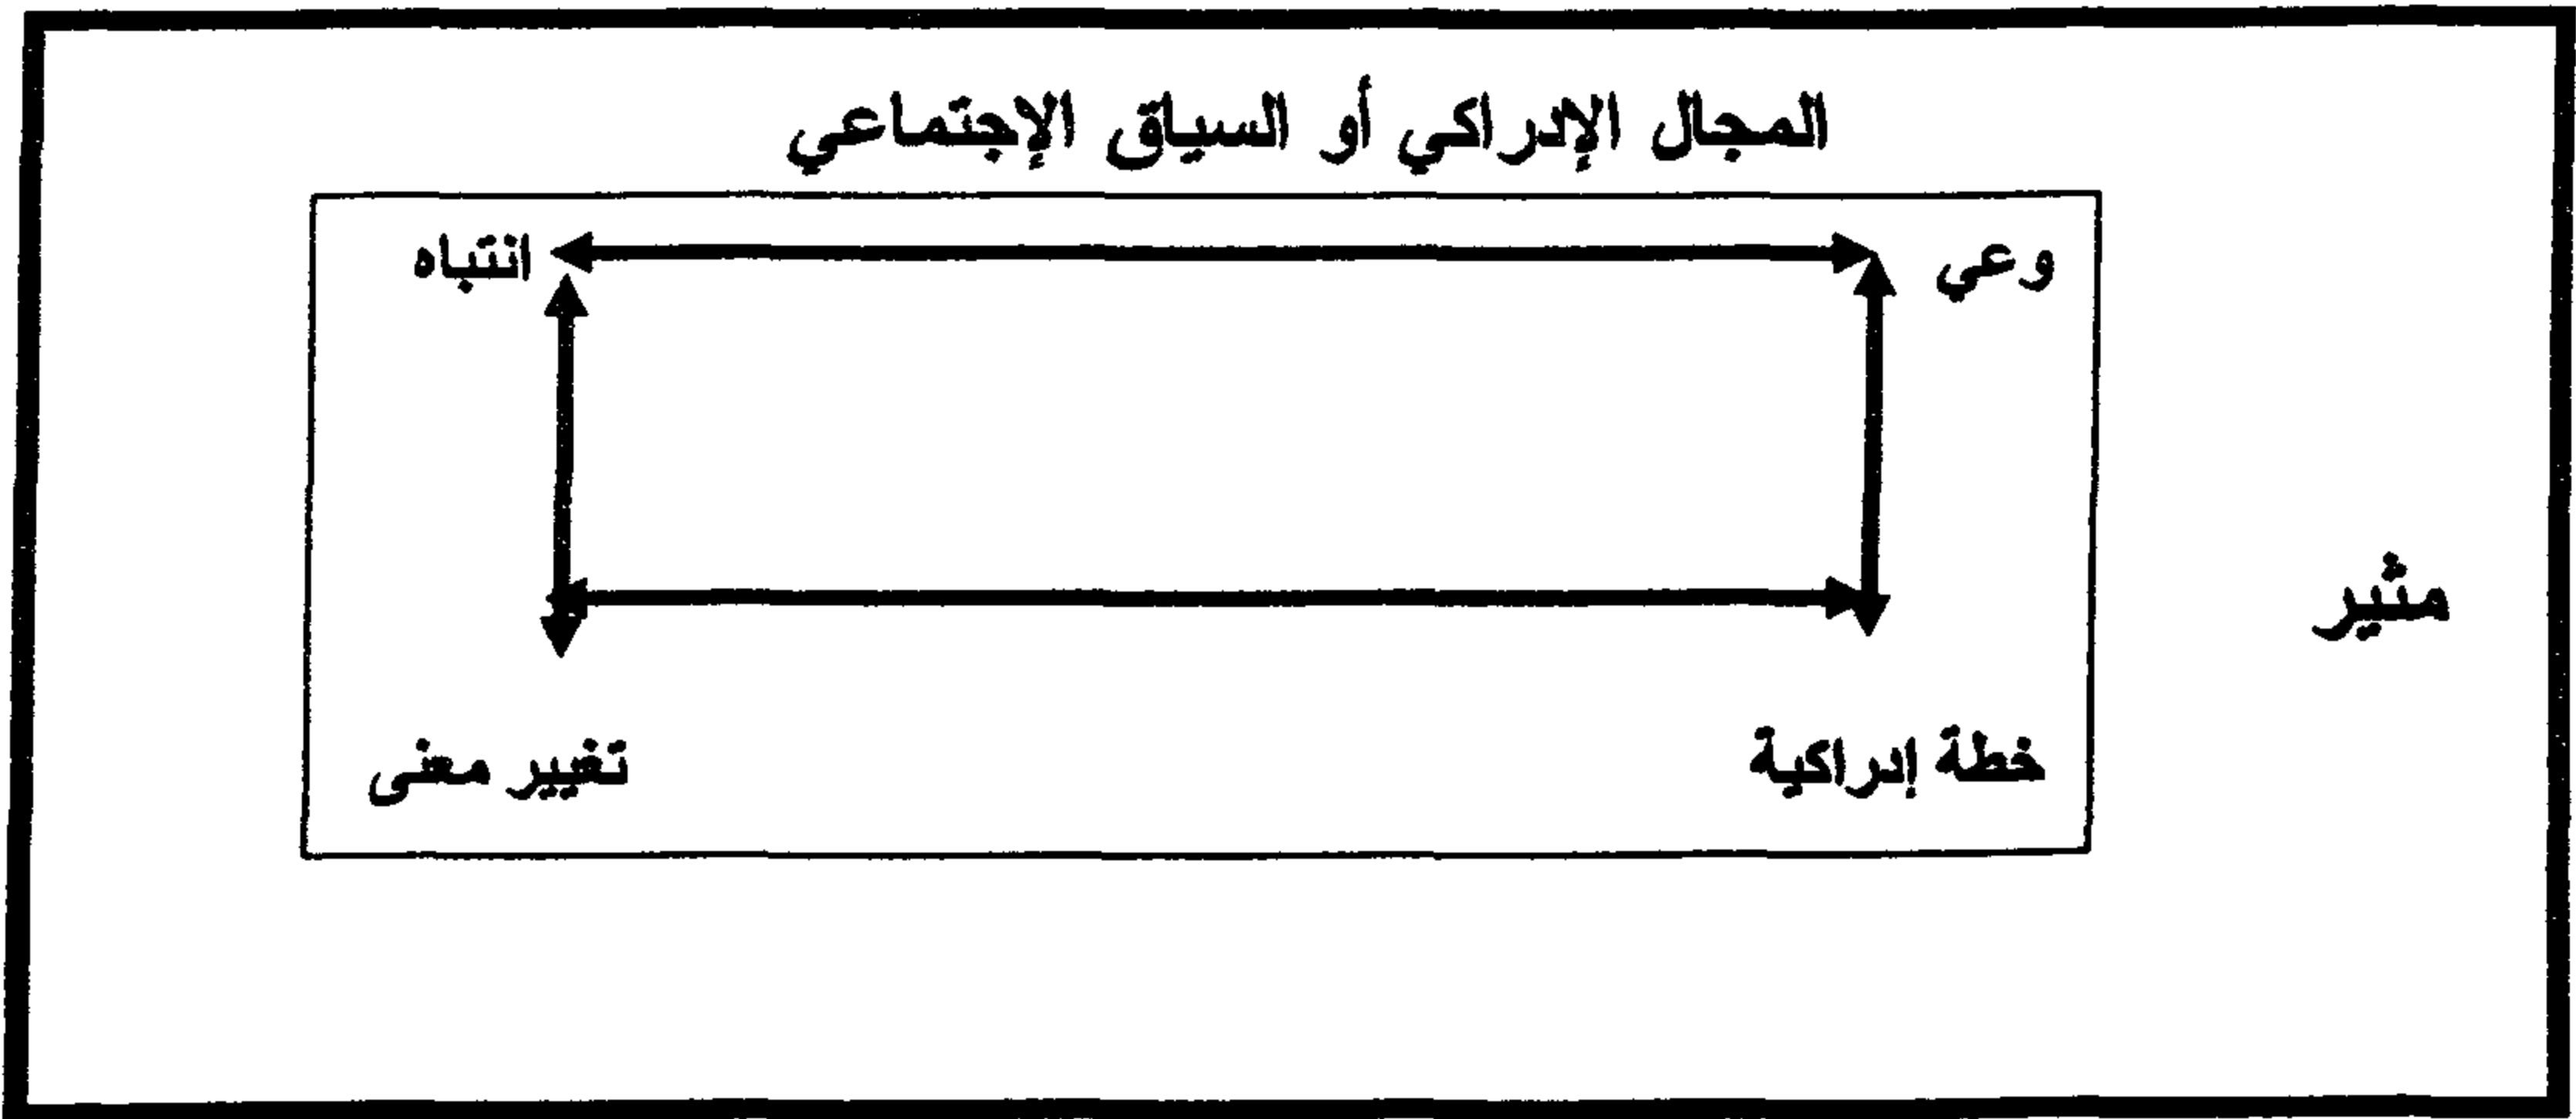 المجال الإدراكي أو السياق الإجتماعي
وعي
انتباه
مثير
خطة إدراكية
تغيير معنى